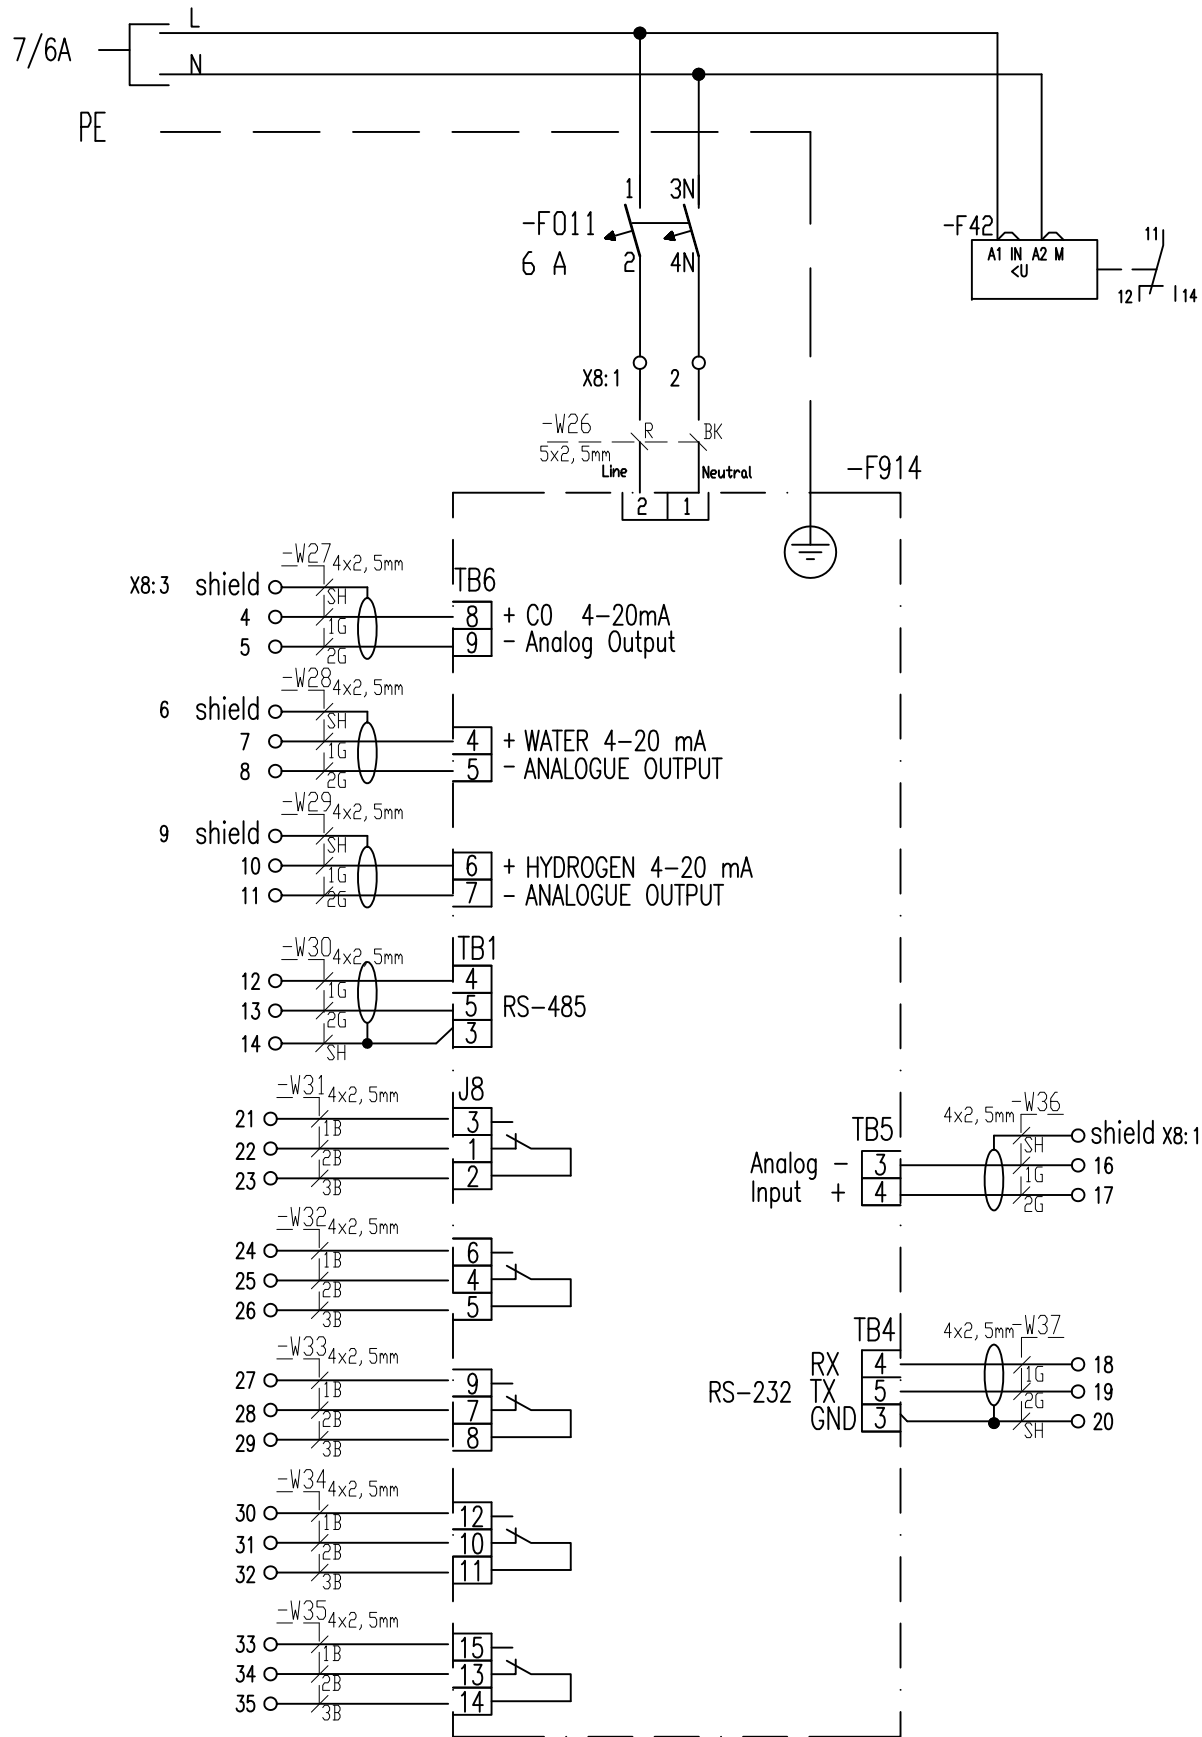 L
7/6A
N
PE
1 3N
-F011
6 A
2 4N
-F42
A1 IN A2 M
<U
11
12 14
X8:1 2
-W26
5x2,5mm
R BK
Line Neutral
-F914
2 1
-W27 4x2,5mm
X8:3 shield
SH
4 1G
5 2G
TB6
8 + CO 4-20mA
9 - Analog Output
-W28 4x2,5mm
6 shield
SH
7 1G
8 2G
4 + WATER 4-20 mA
5 - ANALOGUE OUTPUT
-W29 4x2,5mm
9 shield
SH
10 1G
11 2G
6 + HYDROGEN 4-20 mA
7 - ANALOGUE OUTPUT
-W30 4x2,5mm
TB1
12 1G 4
13 2G 5 RS-485
14 SH 3
-W31 4x2,5mm
J8
21 1B 3
22 2B 1
23 3B 2
-W32 4x2,5mm
24 1B 6
25 2B 4
26 3B 5
-W33 4x2,5mm
27 1B 9
28 2B 7
29 3B 8
-W34 4x2,5mm
30 1B 12
31 2B 10
32 3B 11
-W35 4x2,5mm
33 1B 15
34 2B 13
35 3B 14
4x2,5mm -W36
TB5
SH shield X8:1
Analog - 3 1G 16
Input + 4 2G 17
4x2,5mm -W37
TB4
RX 4 1G 18
RS-232 TX 5 2G 19
GND 3 SH 20